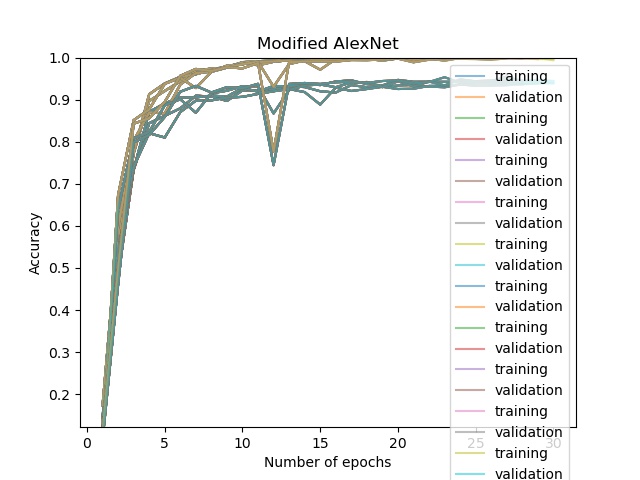 Modified AlexNet
Accuracy
1.0
0.9
0.8
0.7
0.6
0.5
0.4
0.3
0.2
0
5
10
15
20
25
30
Number of epochs
training
validation
training
validation
training
validation
training
validation
training
validation
training
validation
training
validation
training
validation
training
validation
training
validation